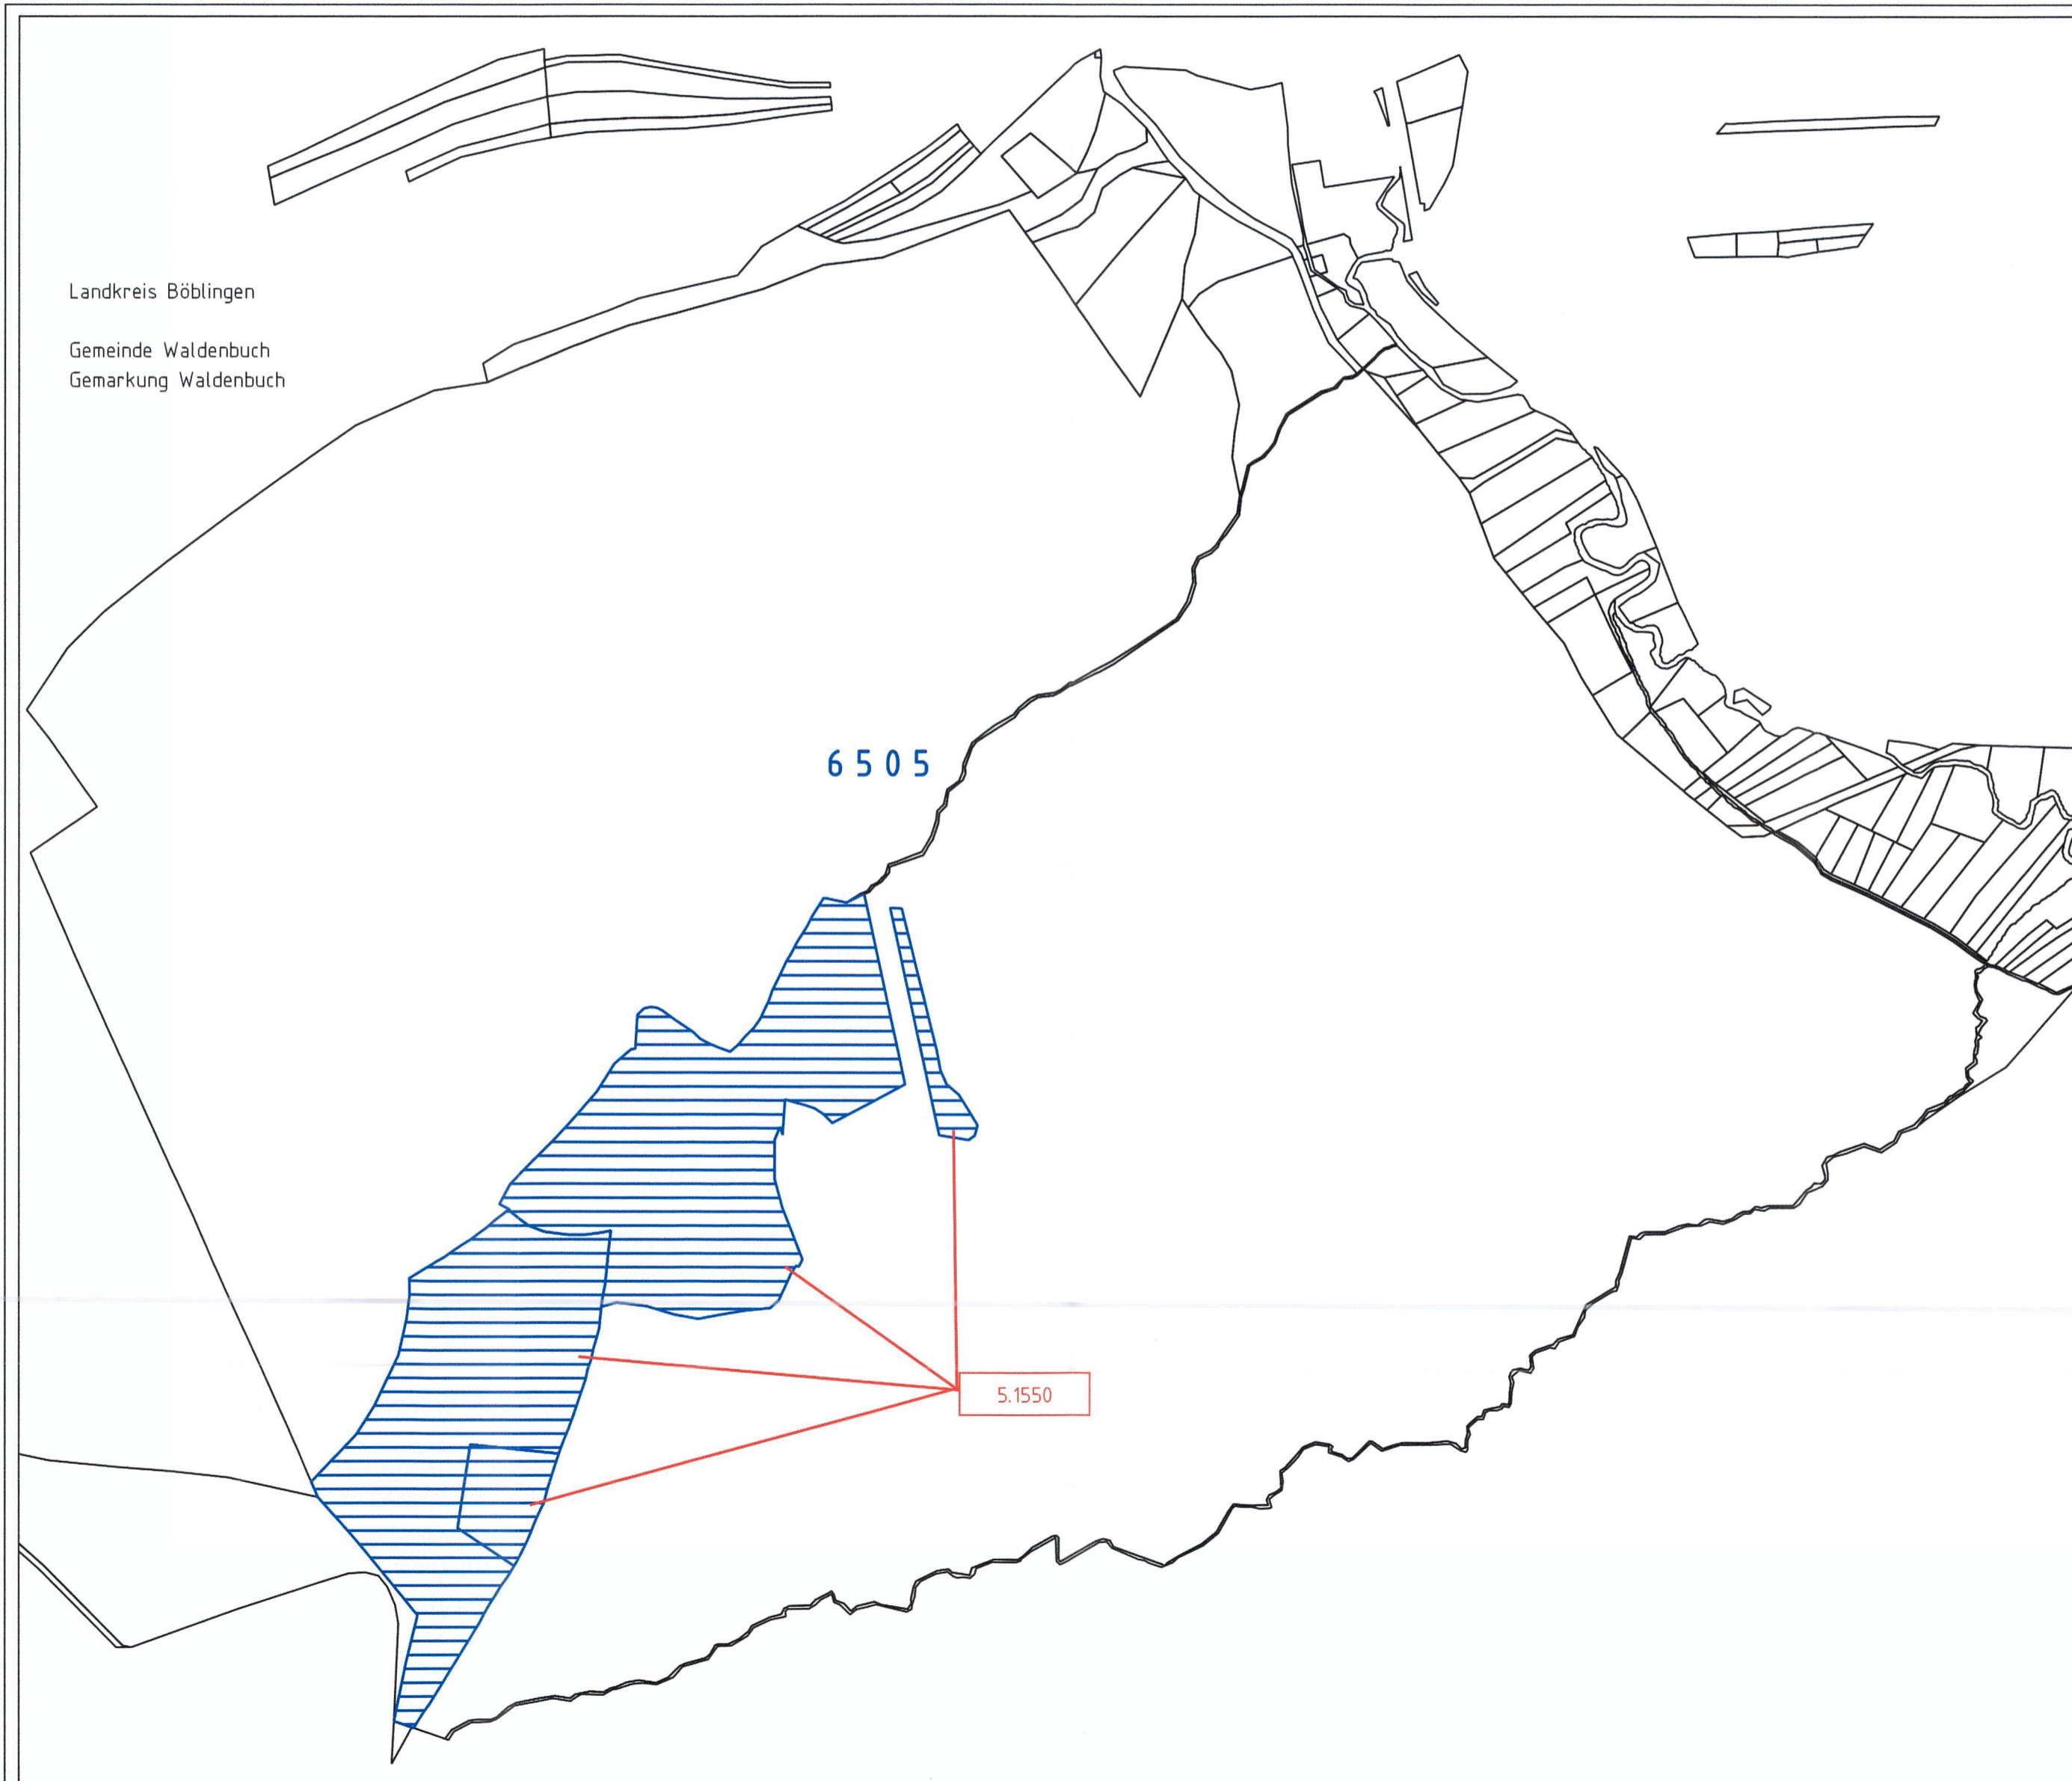 Landkreis Böblingen
Gemeinde Waldenbuch
Gemarkung Waldenbuch
6505
5.1550